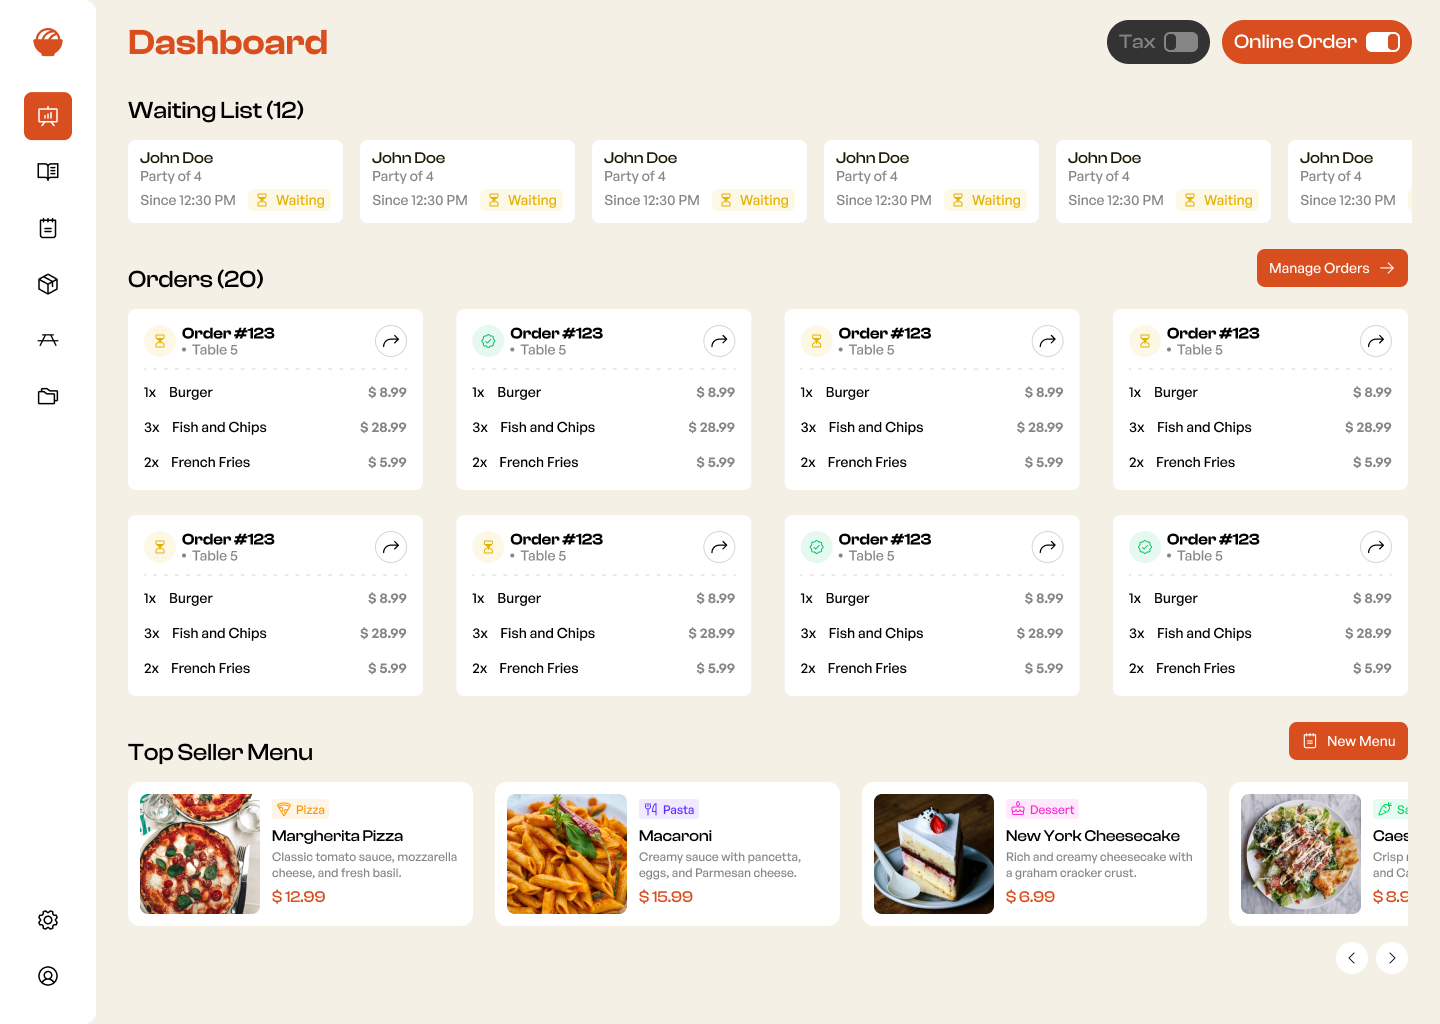 Dashboard
Tax
Online Order
Waiting List (12)
John Doe
Party of 4
Since 12:30 PM
Waiting
John Doe
Party of 4
Since 12:30 PM
Waiting
John Doe
Party of 4
Since 12:30 PM
Waiting
John Doe
Party of 4
Since 12:30 PM
Waiting
John Doe
Party of 4
Since 12:30 PM
Waiting
John Doe
Party of 4
Since 12:30 PM
Orders (20)
Manage Orders
Order #123
• Table 5
1x Burger $ 8.99
3x Fish and Chips $ 28.99
2x French Fries $ 5.99
Order #123
• Table 5
1x Burger $ 8.99
3x Fish and Chips $ 28.99
2x French Fries $ 5.99
Order #123
• Table 5
1x Burger $ 8.99
3x Fish and Chips $ 28.99
2x French Fries $ 5.99
Order #123
• Table 5
1x Burger $ 8.99
3x Fish and Chips $ 28.99
2x French Fries $ 5.99
Order #123
• Table 5
1x Burger $ 8.99
3x Fish and Chips $ 28.99
2x French Fries $ 5.99
Order #123
• Table 5
1x Burger $ 8.99
3x Fish and Chips $ 28.99
2x French Fries $ 5.99
Order #123
• Table 5
1x Burger $ 8.99
3x Fish and Chips $ 28.99
2x French Fries $ 5.99
Order #123
• Table 5
1x Burger $ 8.99
3x Fish and Chips $ 28.99
2x French Fries $ 5.99
Top Seller Menu
New Menu
Pizza
Margherita Pizza
Classic tomato sauce, mozzarella
cheese, and fresh basil.
$ 12.99
Pasta
Macaroni
Creamy sauce with pancetta,
eggs, and Parmesan cheese.
$ 15.99
Dessert
New York Cheesecake
Rich and creamy cheesecake with
a graham cracker crust.
$ 6.99
Crisp
and